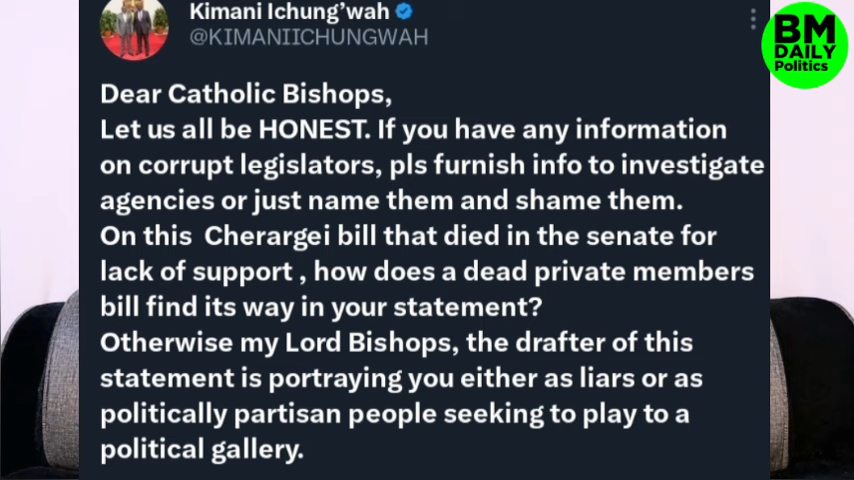 Kimani Ichung’wah
@KIMANIICHUNGWAH
BM
DAILY
Politics
Dear Catholic Bishops,
Let us all be HONEST. If you have any information
on corrupt legislators, pls furnish info to investigate
agencies or just name them and shame them.
On this Cherargei bill that died in the senate for
lack of support , how does a dead private members
bill find its way in your statement?
Otherwise my Lord Bishops, the drafter of this
statement is portraying you either as liars or as
politically partisan people seeking to play to a
political gallery.